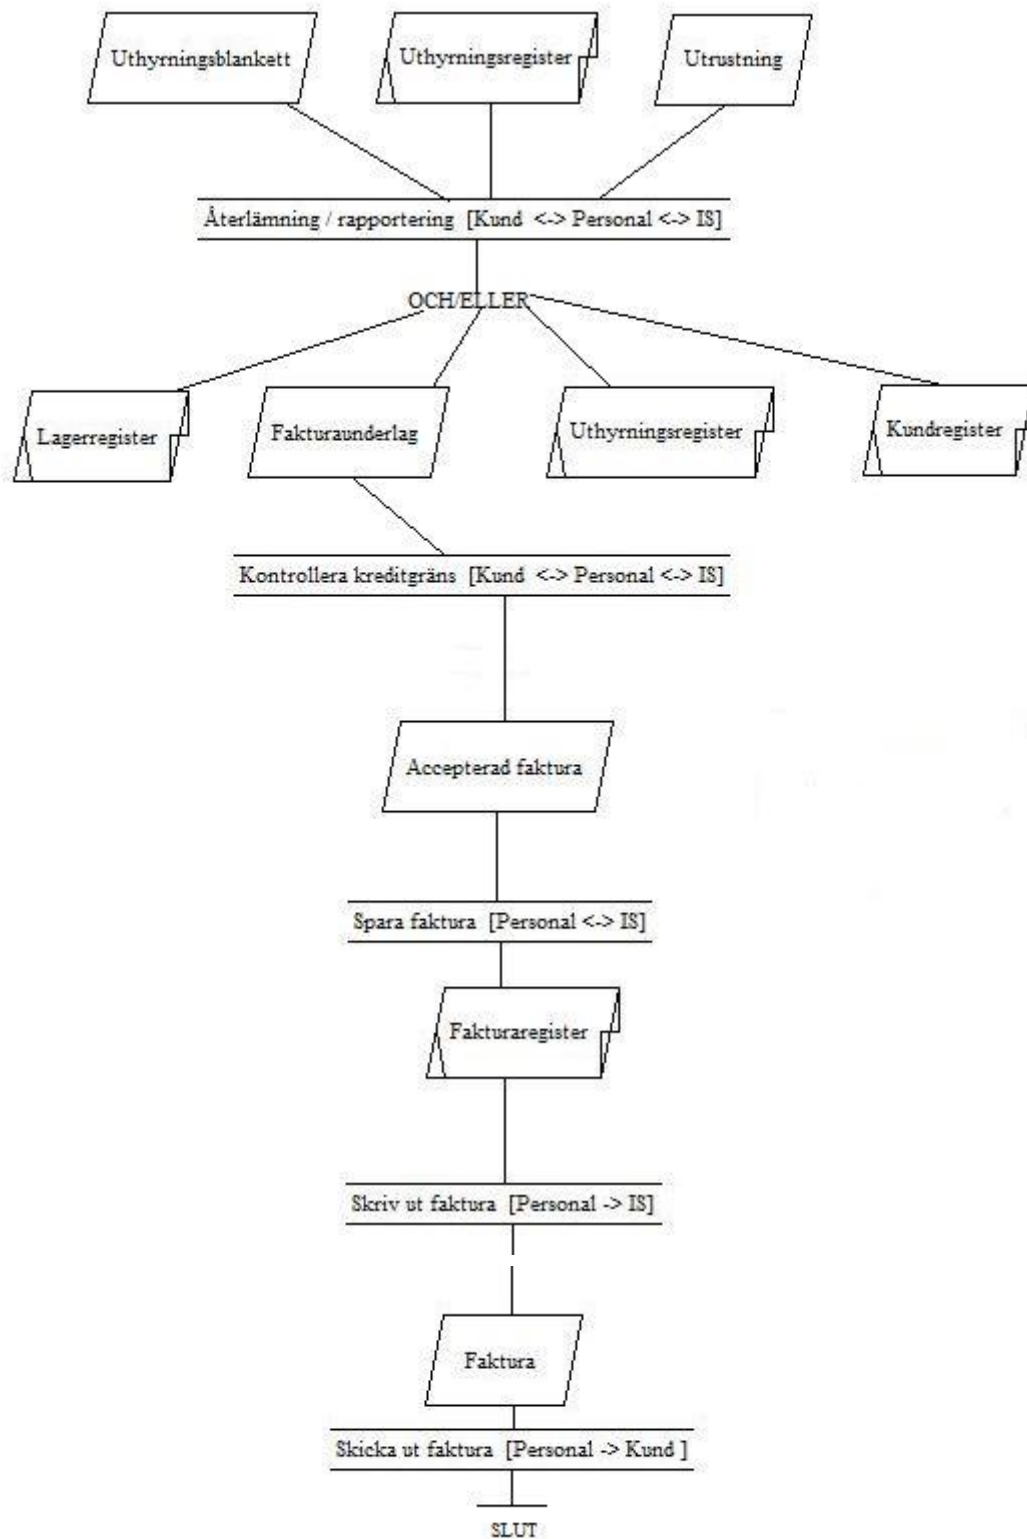 Uthyrningsblankett
Uthyrningsregister
Utrustning
Återlämning / rapportering [Kund <-> Personal <-> IS]
OCH/ELLER
Lagerregister
Fakturaunderlag
Uthyrningsregister
Kundregister
Kontrollera kreditgräns [Kund <-> Personal <-> IS]
Accepterad faktura
Spara faktura [Personal <-> IS]
Fakturaregister
Skriv ut faktura [Personal -> IS]
Faktura
Skicka ut faktura [Personal -> Kund ]
SLUT